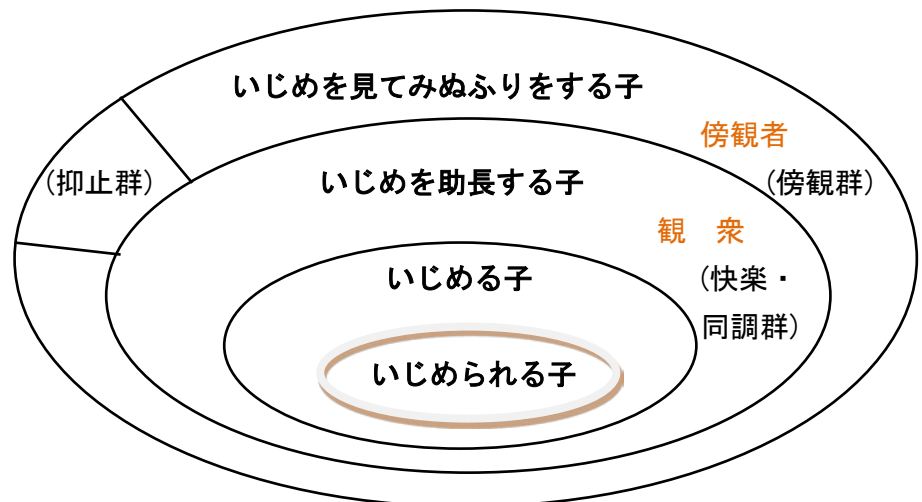 いじめを見てみぬふりをする子
傍観者
(抑止群)
いじめを助長する子
(傍観群)
観　衆
いじめる子
(快楽・
同調群)
いじめられる子